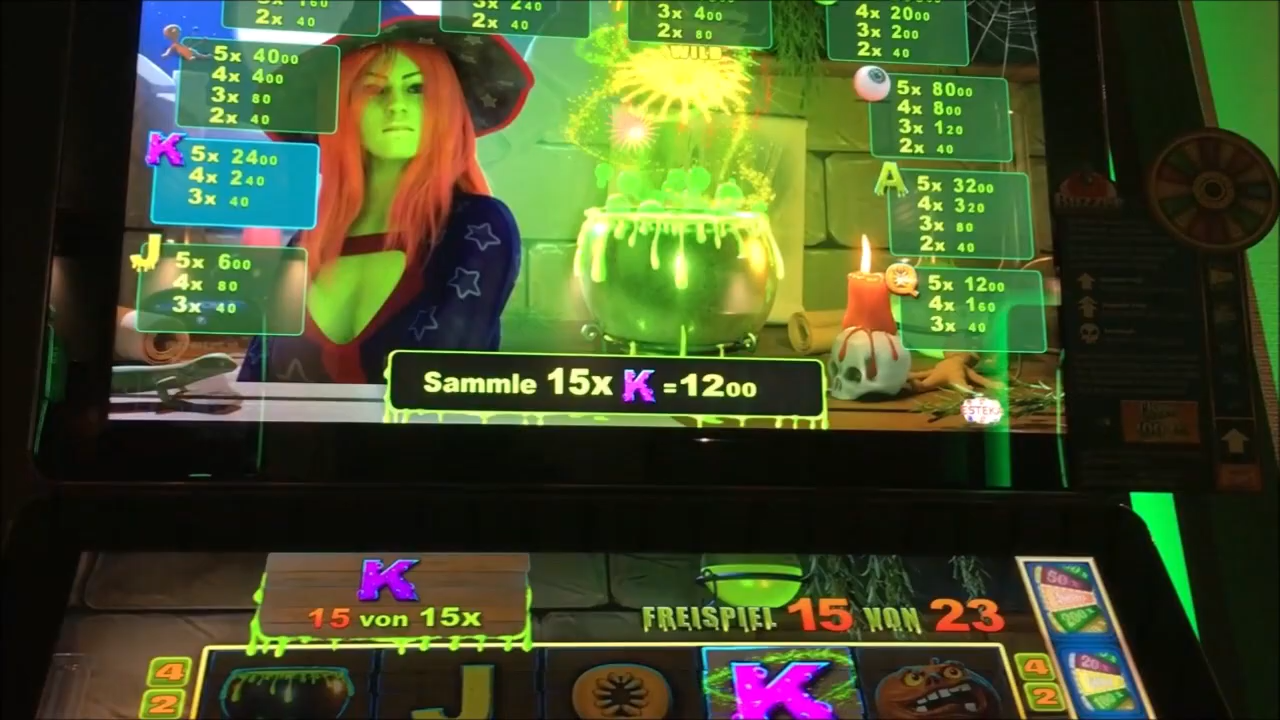 2x 40
3x 240
2x 40
3x 400
2x 80
WILD
4x 2000
3x 200
2x 40
5x 4000
4x 400
3x 80
2x 40
5x 8000
4x 800
3x 120
2x 40
K 5x 2400
4x 240
3x 40
A 5x 3200
4x 320
3x 80
2x 40
J 5x 600
4x 80
3x 40
Q 5x 1200
4x 160
3x 40
Sammle 15x K =1200
K
15 von 15x
FREISPIEL 15 VON 23
4
2
J
K
4
2